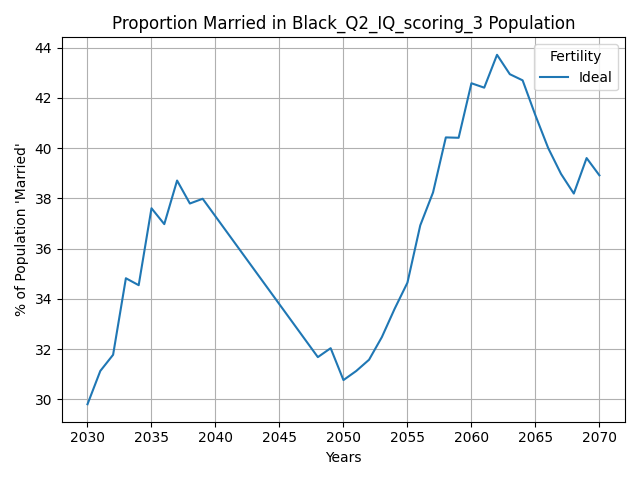 Proportion Married in Black_Q2_IQ_scoring_3 Population
Fertility
Ideal
% of Population 'Married'
44
42
40
38
36
34
32
30
2030 2035 2040 2045 2050 2055 2060 2065 2070
Years